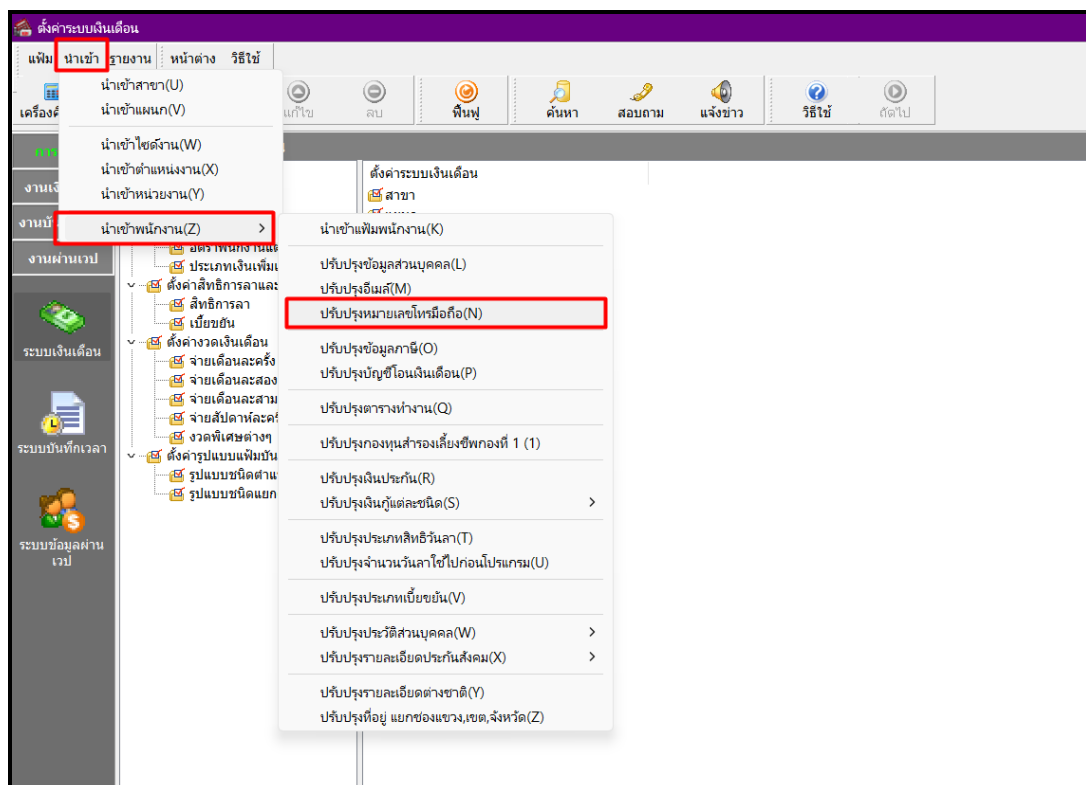 ตั้งค่าระบบเงินเดือน
แฟ้ม นำเข้า รายงาน หน้าต่าง วิธีใช้
แก้ไข ลบ ฟื้นฟู ค้นหา สอบถาม แจ้งข่าว วิธีใช้ ถัดไป
นำเข้าสาขา(U)
นำเข้าแผนก(V)
นำเข้าไซต์งาน(W)
นำเข้าตำแหน่งงาน(X)
นำเข้าหน่วยงาน(Y)
นำเข้าพนักงาน(Z)
งานผ่านเวป
ระบบเงินเดือน
ระบบบันทึกเวลา
ระบบข้อมูลผ่าน
เวป
ตั้งค่าสิทธิการลาและ
สิทธิการลา
เบี้ยขยัน
ตั้งค่างวดเงินเดือน
จ่ายเดือนละครั้ง
จ่ายเดือนละสอง
จ่ายเดือนละสาม
จ่ายสัปดาห์ละ
งวดพิเศษต่างๆ
ตั้งค่ารูปแบบแฟ้ม
รูปแบบชนิด
รูปแบบชนิดแยก
ตั้งค่าระบบเงินเดือน
สาขา
นำเข้าแฟ้มพนักงาน(K)
ปรับปรุงข้อมูลส่วนบุคคล(L)
ปรับปรุงอีเมล์(M)
ปรับปรุงหมายเลขโทรมือถือ(N)
ปรับปรุงข้อมูลภาษี(O)
ปรับปรุงบัญชีโอนเงินเดือน(P)
ปรับปรุงตารางทำงาน(Q)
ปรับปรุงกองทุนสำรองเลี้ยงชีพกองที่ 1 (1)
ปรับปรุงเงินประกัน(R)
ปรับปรุงเงินกู้แต่ละชนิด(S)
ปรับปรุงประเภทสิทธิวันลา(T)
ปรับปรุงจำนวนวันลาใช้ไปก่อนโปรแกรม(U)
ปรับปรุงประเภทเบี้ยขยัน(V)
ปรับปรุงประวัติส่วนบุคคล(W)
ปรับปรุงรายละเอียดประกันสังคม(X)
ปรับปรุงรายละเอียดต่างชาติ(Y)
ปรับปรุงที่อยู่ แยกช่องแขวง,เขต,จังหวัด(Z)